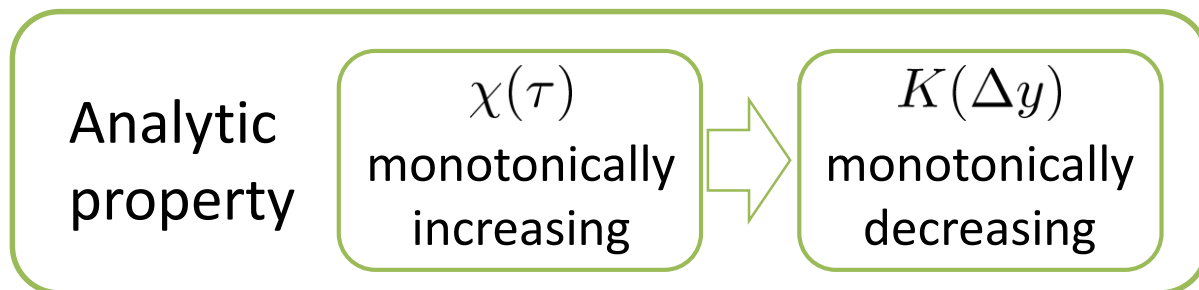 Analytic
property
χ(τ)
monotonically
increasing
K(Δy)
monotonically
decreasing